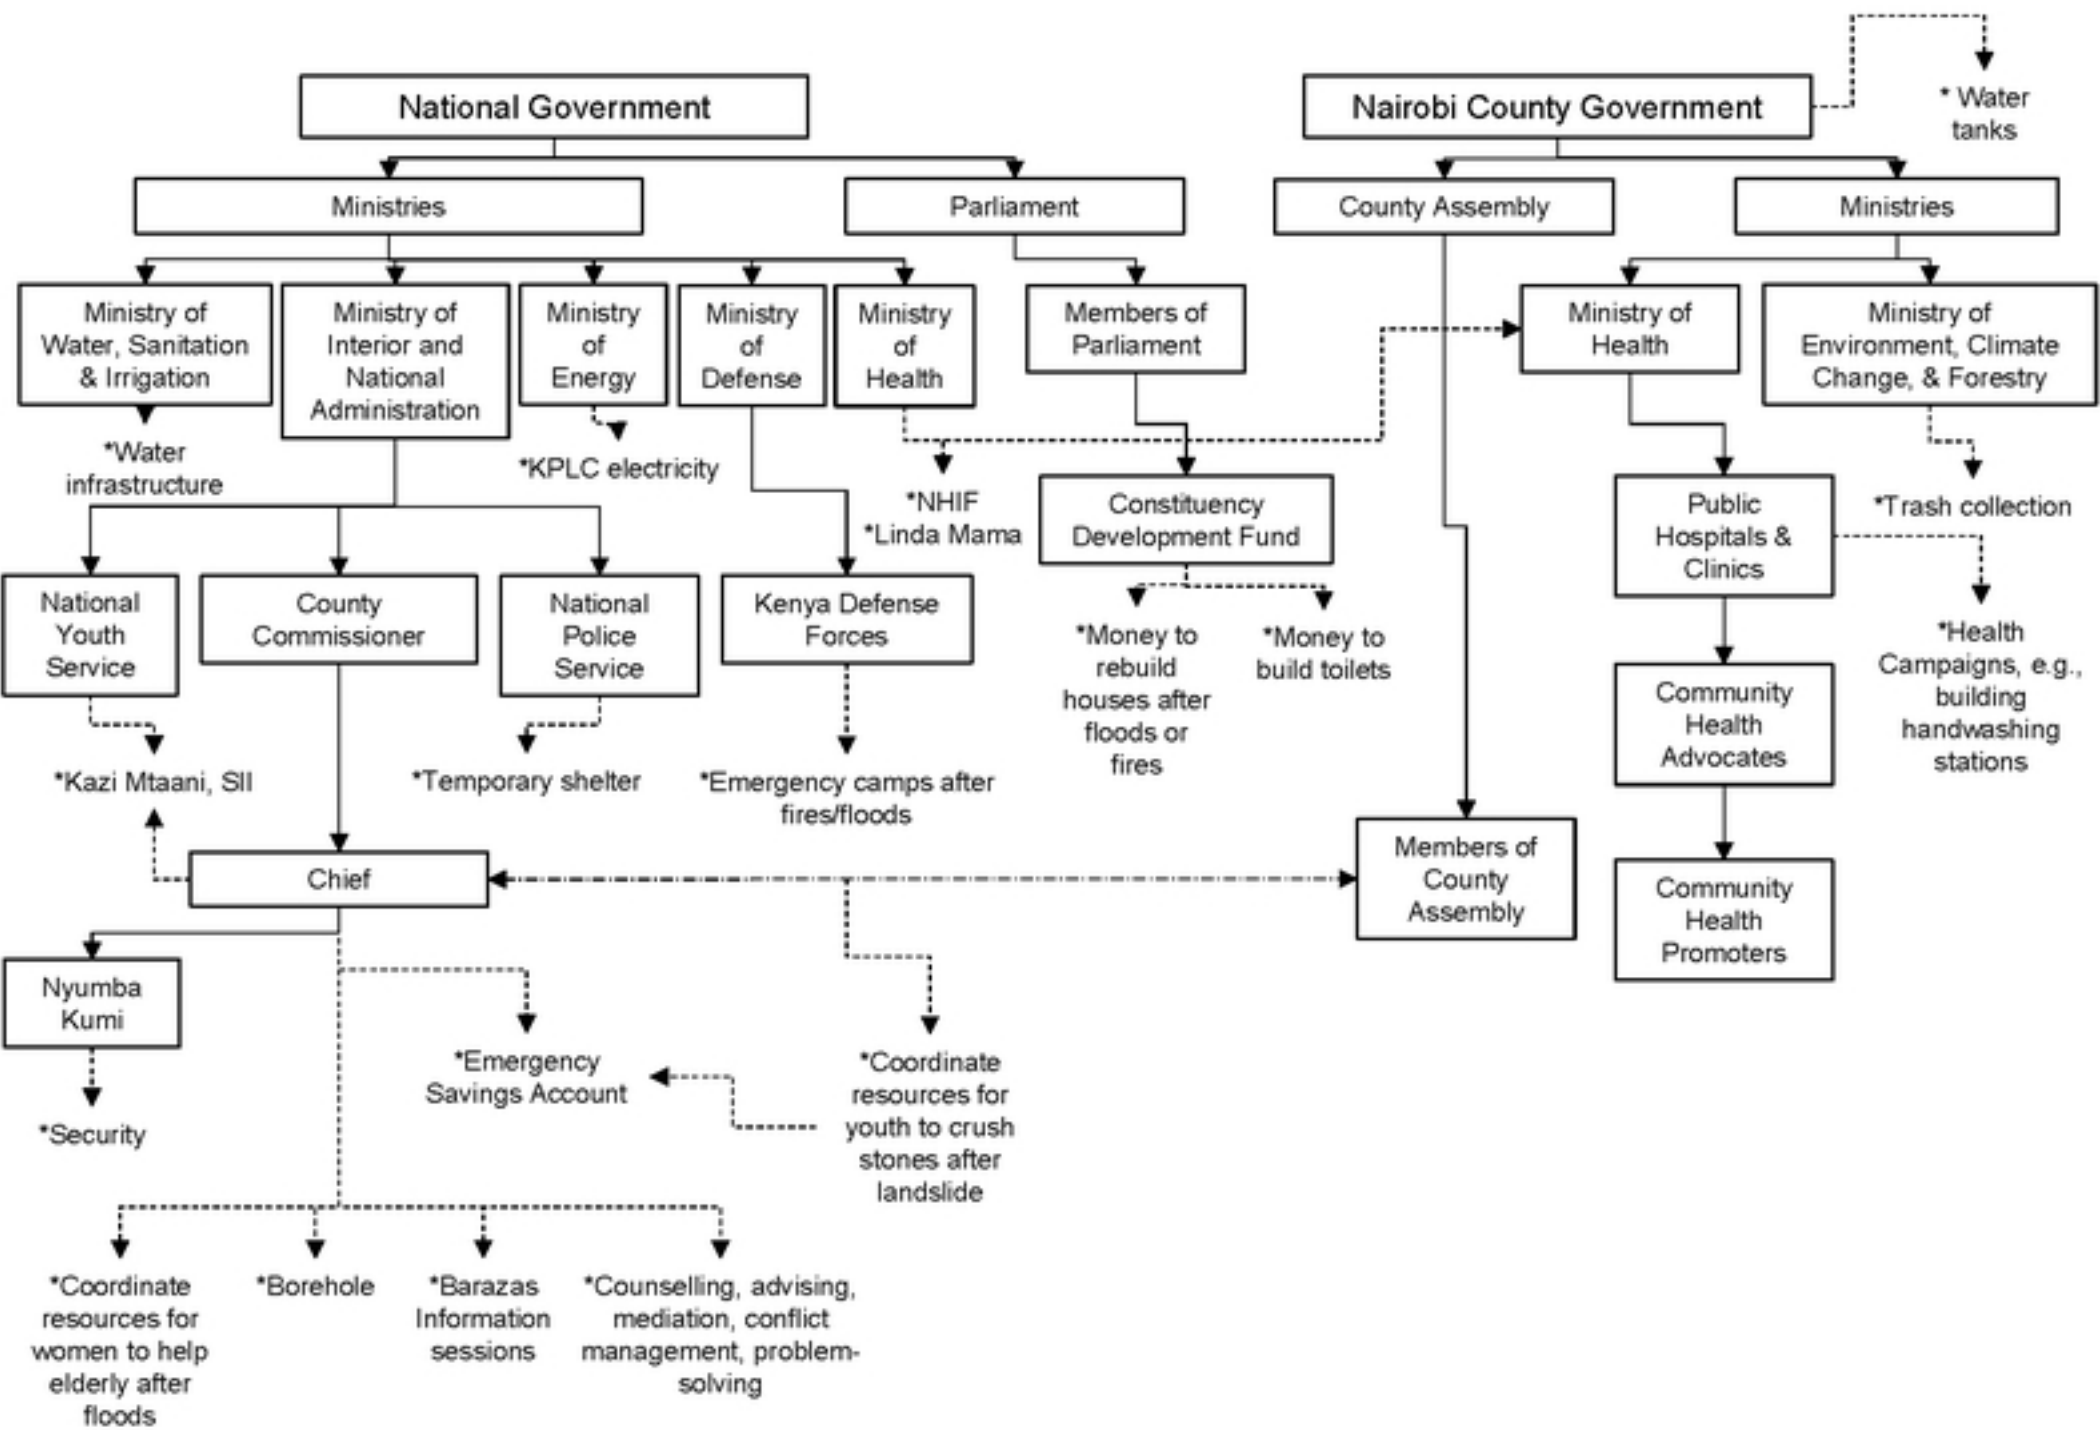 National Government
Nairobi County Government
* Water
tanks
Ministries
Parliament
County Assembly
Ministries
Ministry of
Water, Sanitation
& Irrigation
Ministry of
Interior and
National
Administration
Ministry
of
Energy
Ministry
of
Defense
Ministry
of
Health
Members of
Parliament
Ministry of
Health
Ministry of
Environment, Climate
Change, & Forestry
*Water
infrastructure
*KPLC electricity
*NHIF
*Linda Mama
Constituency
Development Fund
Public
Hospitals &
Clinics
*Trash collection
National
Youth
Service
County
Commissioner
National
Police
Service
Kenya Defense
Forces
*Money to
rebuild
houses after
floods or
fires
*Money to
build toilets
*Health
Campaigns, e.g.,
building
handwashing
stations
Community
Health
Advocates
*Kazi Mtaani, SII
*Temporary shelter
*Emergency camps after
fires/floods
Chief
Members of
County
Assembly
Community
Health
Promoters
Nyumba
Kumi
*Security
*Emergency
Savings Account
*Coordinate
resources for
youth to crush
stones after
landslide
*Coordinate
resources for
women to help
elderly after
floods
*Borehole
*Barazas
Information
sessions
*Counselling, advising,
mediation, conflict
management, problem-
solving